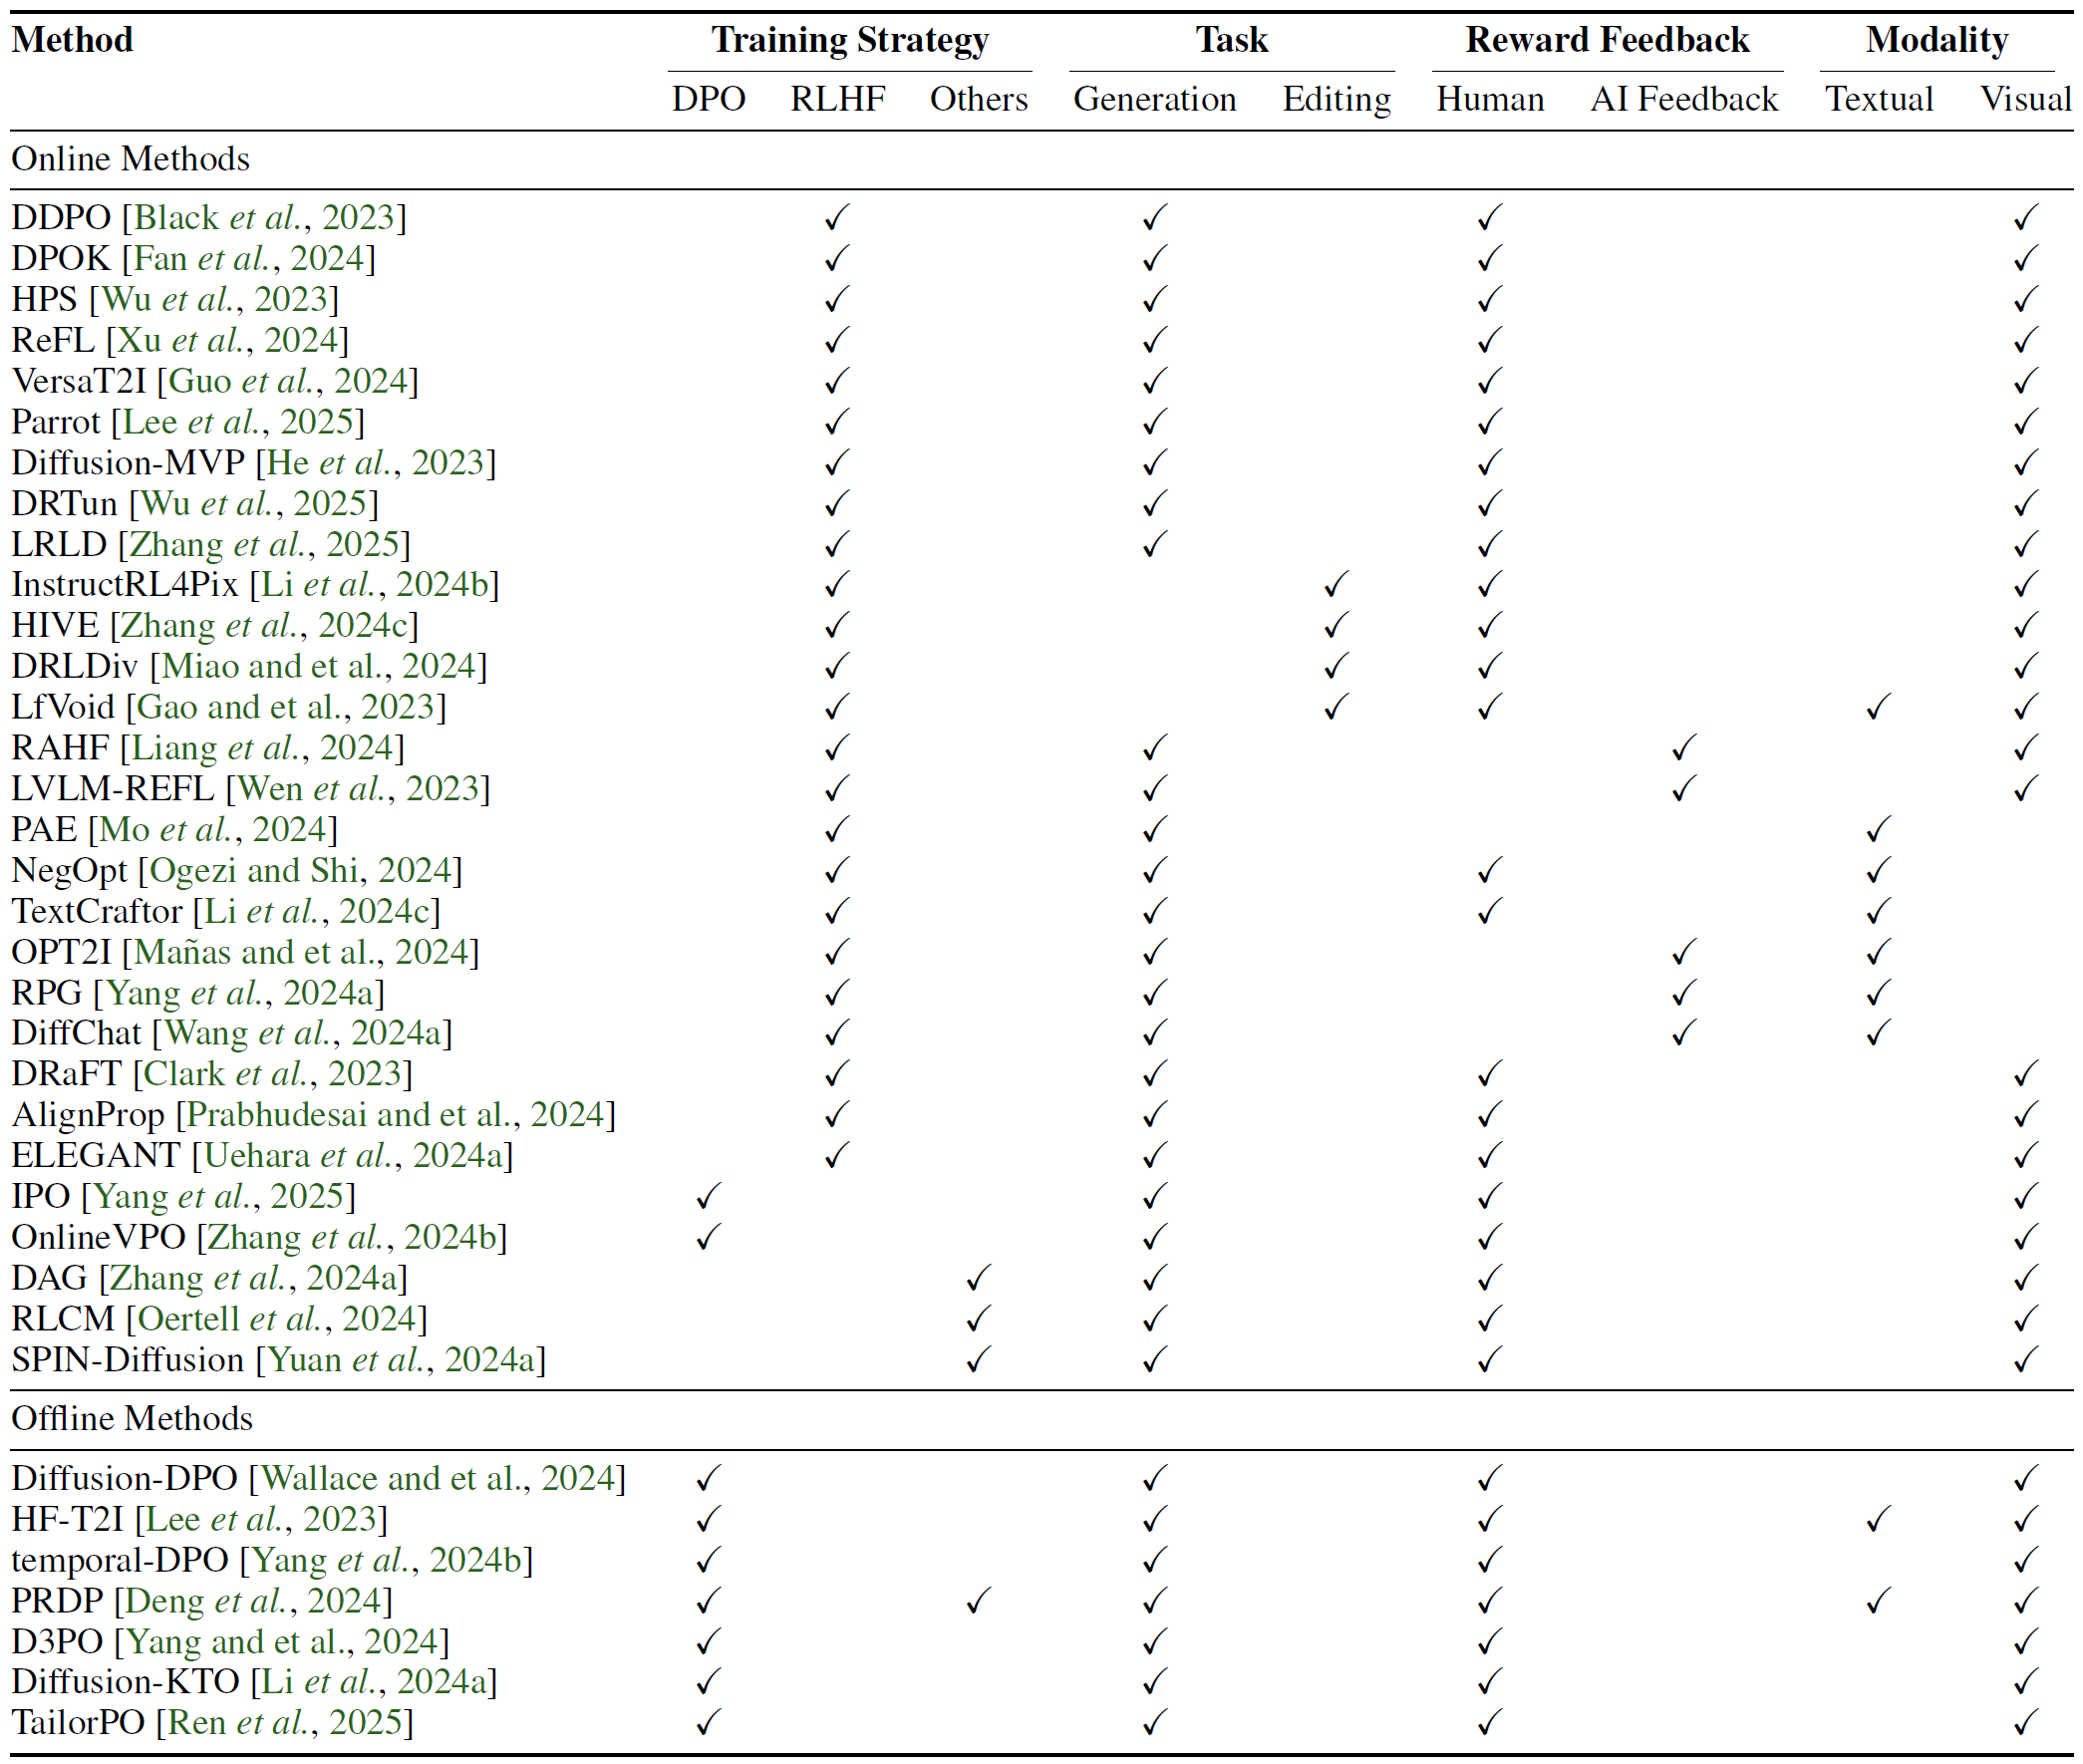 Method Training Strategy Task Reward Feedback Modality
DPO RLHF Others Generation Editing Human AI Feedback Textual Visual
Online Methods
DDPO [Black et al., 2023] ✓ ✓ ✓ ✓
DPOK [Fan et al., 2024] ✓ ✓ ✓ ✓
HPS [Wu et al., 2023] ✓ ✓ ✓ ✓
ReFL [Xu et al., 2024] ✓ ✓ ✓ ✓
VersaT2I [Guo et al., 2024] ✓ ✓ ✓ ✓
Parrot [Lee et al., 2025] ✓ ✓ ✓ ✓
Diffusion-MVP [He et al., 2023] ✓ ✓ ✓ ✓
DRTun [Wu et al., 2025] ✓ ✓ ✓ ✓
LRLD [Zhang et al., 2025] ✓ ✓ ✓ ✓
InstructRL4Pix [Li et al., 2024b] ✓ ✓ ✓ ✓
HIVE [Zhang et al., 2024c] ✓ ✓ ✓ ✓
DRLDiv [Miao and et al., 2024] ✓ ✓ ✓ ✓
LfVoid [Gao and et al., 2023] ✓ ✓ ✓ ✓ ✓
RAHF [Liang et al., 2024] ✓ ✓ ✓ ✓
LVLM-REFL [Wen et al., 2023] ✓ ✓ ✓ ✓
PAE [Mo et al., 2024] ✓ ✓ ✓
NegOpt [Ogezi and Shi, 2024] ✓ ✓ ✓ ✓
TextCraftor [Li et al., 2024c] ✓ ✓ ✓ ✓
OPT2I [Mañas and et al., 2024] ✓ ✓ ✓ ✓
RPG [Yang et al., 2024a] ✓ ✓ ✓ ✓
DiffChat [Wang et al., 2024a] ✓ ✓ ✓ ✓
DRaFT [Clark et al., 2023] ✓ ✓ ✓ ✓
AlignProp [Prabhudesai and et al., 2024] ✓ ✓ ✓ ✓
ELEGANT [Uehara et al., 2024a] ✓ ✓ ✓ ✓
IPO [Yang et al., 2025] ✓ ✓ ✓ ✓
OnlineVPO [Zhang et al., 2024b] ✓ ✓ ✓ ✓
DAG [Zhang et al., 2024a] ✓ ✓ ✓ ✓
RLCM [Oertell et al., 2024] ✓ ✓ ✓ ✓
SPIN-Diffusion [Yuan et al., 2024a] ✓ ✓ ✓ ✓
Offline Methods
Diffusion-DPO [Wallace and et al., 2024] ✓ ✓ ✓ ✓
HF-T2I [Lee et al., 2023] ✓ ✓ ✓ ✓ ✓
temporal-DPO [Yang et al., 2024b] ✓ ✓ ✓ ✓
PRDP [Deng et al., 2024] ✓ ✓ ✓ ✓ ✓ ✓
D3PO [Yang and et al., 2024] ✓ ✓ ✓ ✓
Diffusion-KTO [Li et al., 2024a] ✓ ✓ ✓ ✓
TailorPO [Ren et al., 2025] ✓ ✓ ✓ ✓